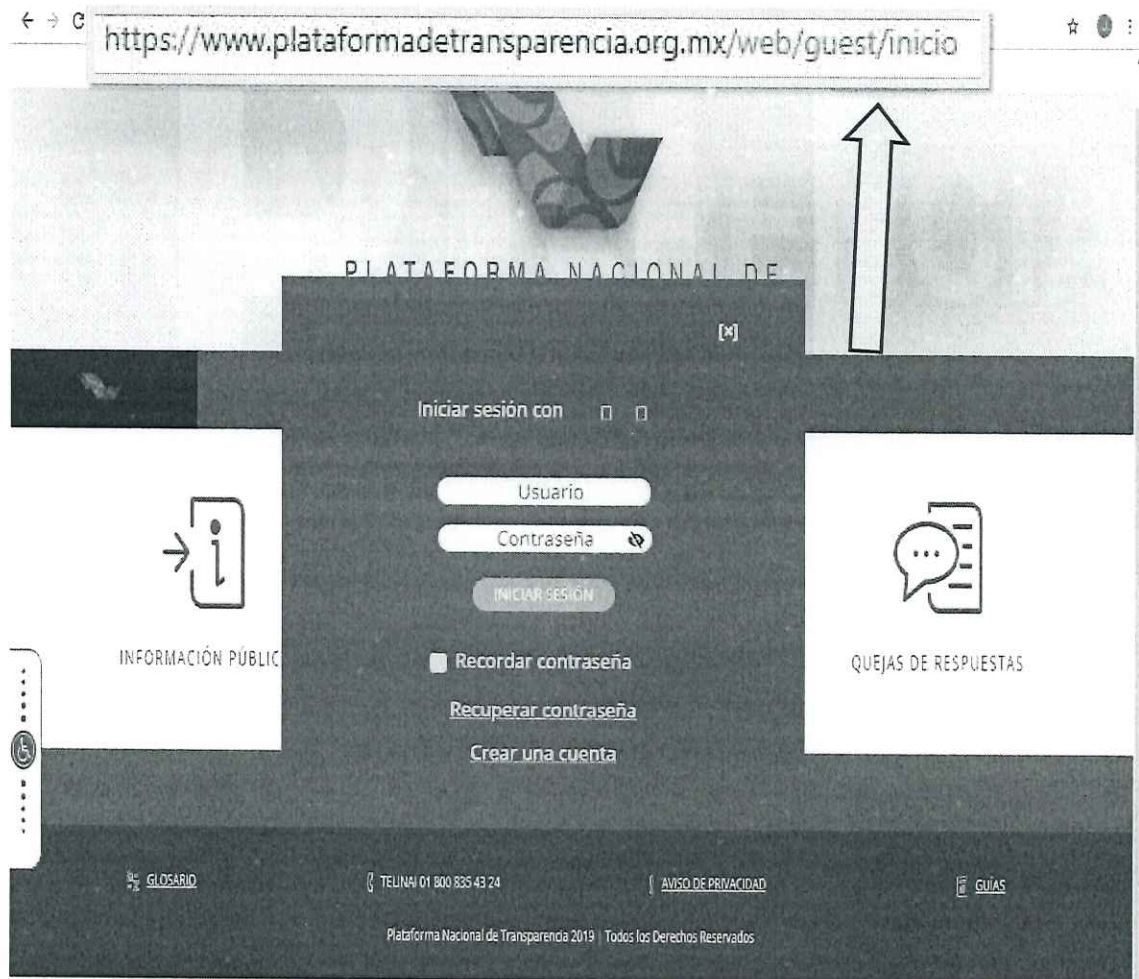 https://www.plataformadetransparencia.org.mx/web/guest/inicio
PLATAFORMA NACIONAL DE
[×]
Iniciar sesión con
Usuario
Contraseña
INICIAR SESIÓN
INFORMACIÓN PÚBLIC
Recordar contraseña
QUEJAS DE RESPUESTAS
Recuperar contraseña
Crear una cuenta
GLOSARIO
TELINAI 01 800 835 43 24
AVISO DE PRIVACIDAD
GUÍAS
Plataforma Nacional de Transparencia 2019 | Todos los Derechos Reservados